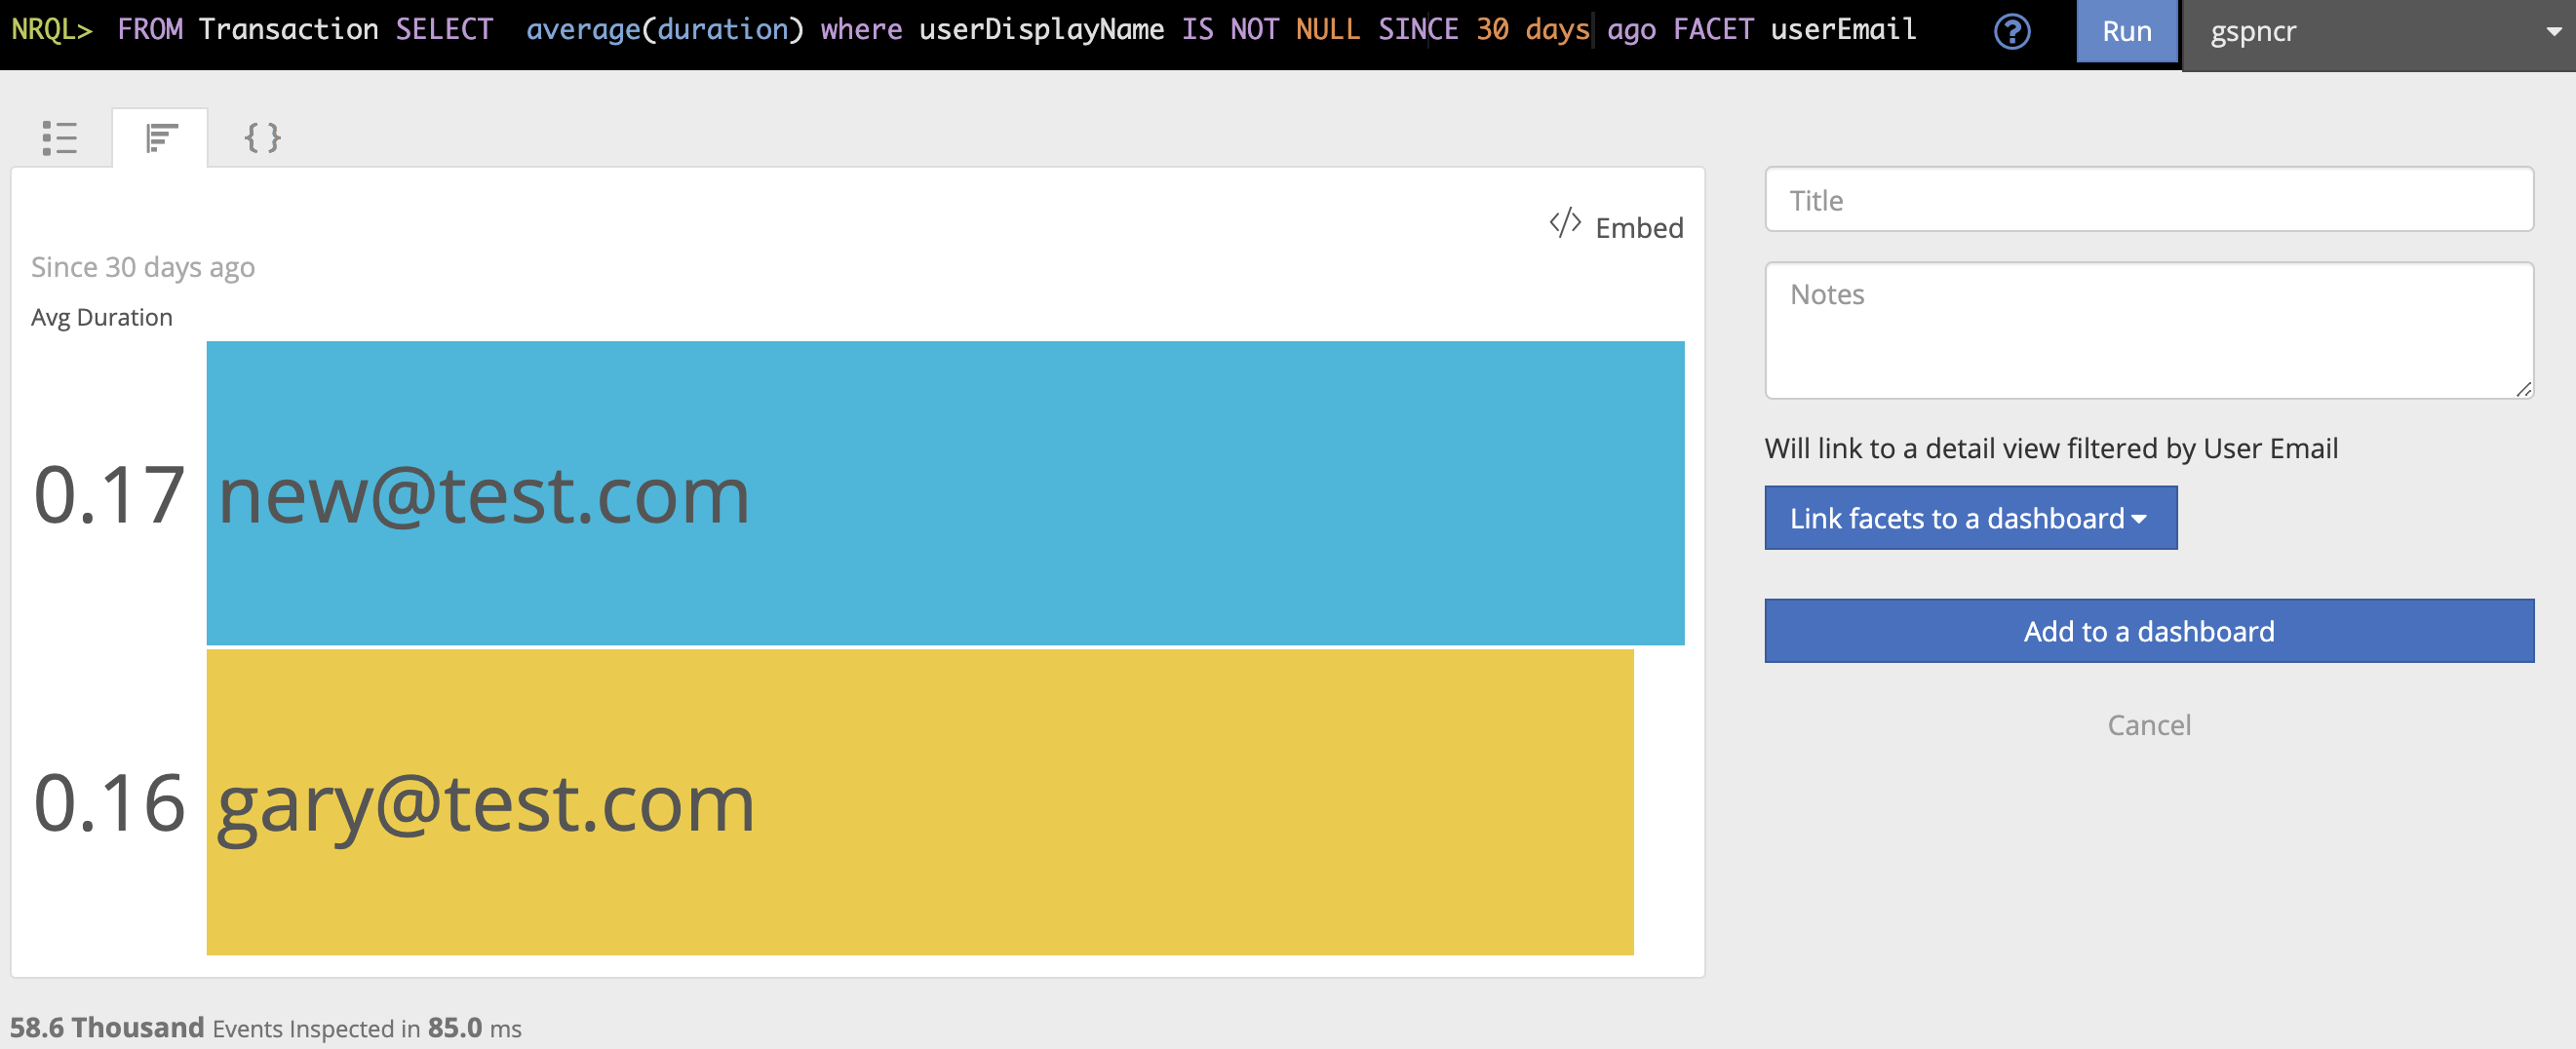 NRQL> FROM Transaction SELECT  average(duration) where userDisplayName IS NOT NULL SINCE 30 days ago FACET userEmail
Run
gspncr
{ }
</> Embed
Since 30 days ago
Avg Duration
0.17 new@test.com
0.16 gary@test.com
58.6 Thousand Events Inspected in 85.0 ms
Title
Notes
Will link to a detail view filtered by User Email
Link facets to a dashboard
Add to a dashboard
Cancel